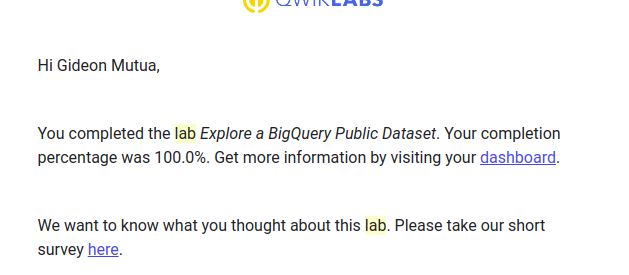 QWIKLABS
Hi Gideon Mutua,
You completed the lab Explore a BigQuery Public Dataset. Your completion
percentage was 100.0%. Get more information by visiting your dashboard.
We want to know what you thought about this lab. Please take our short
survey here.